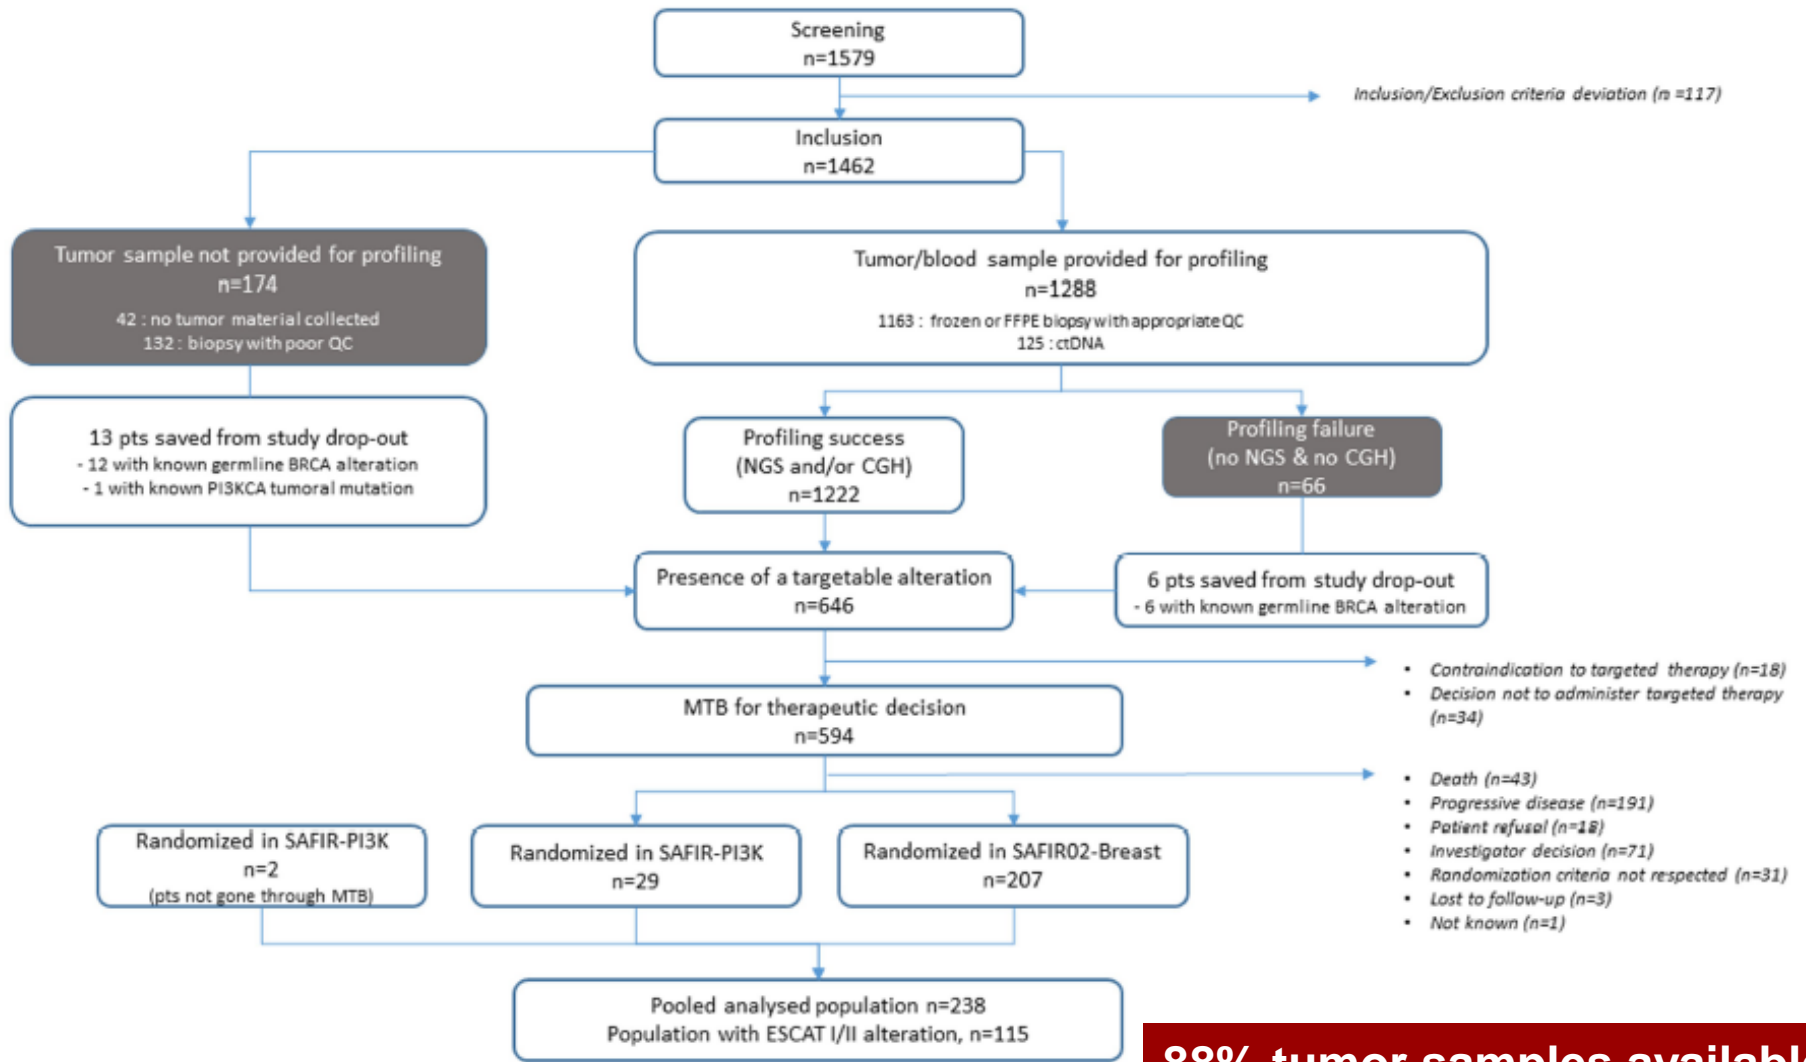 Screening
n=1579
Inclusion/Exclusion criteria deviation (n =117)
Inclusion
n=1462
Tumor sample not provided for profiling
n=174
42 : no tumor material collected
132 : biopsy with poor QC
Tumor/blood sample provided for profiling
n=1288
1163 : frozen or FFPE biopsy with appropriate QC
125 : ctDNA
13 pts saved from study drop-out
- 12 with known germline BRCA alteration
- 1 with known PI3KCA tumoral mutation
Profiling success
(NGS and/or CGH)
n=1222
Profiling failure
(no NGS & no CGH)
n=66
Presence of a targetable alteration
n=646
6 pts saved from study drop-out
- 6 with known germline BRCA alteration
• Contraindication to targeted therapy (n=18)
• Decision not to administer targeted therapy
(n=34)
MTB for therapeutic decision
n=594
• Death (n=43)
• Progressive disease (n=191)
• Patient refusal (n=18)
• Investigator decision (n=71)
• Randomization criteria not respected (n=31)
• Lost to follow-up (n=3)
• Not known (n=1)
Randomized in SAFIR-PI3K
n=2
(pts not gone through MTB)
Randomized in SAFIR-PI3K
n=29
Randomized in SAFIR02-Breast
n=207
Pooled analysed population n=238
Population with ESCAT I/II alteration, n=115
88% tumor samples availabl